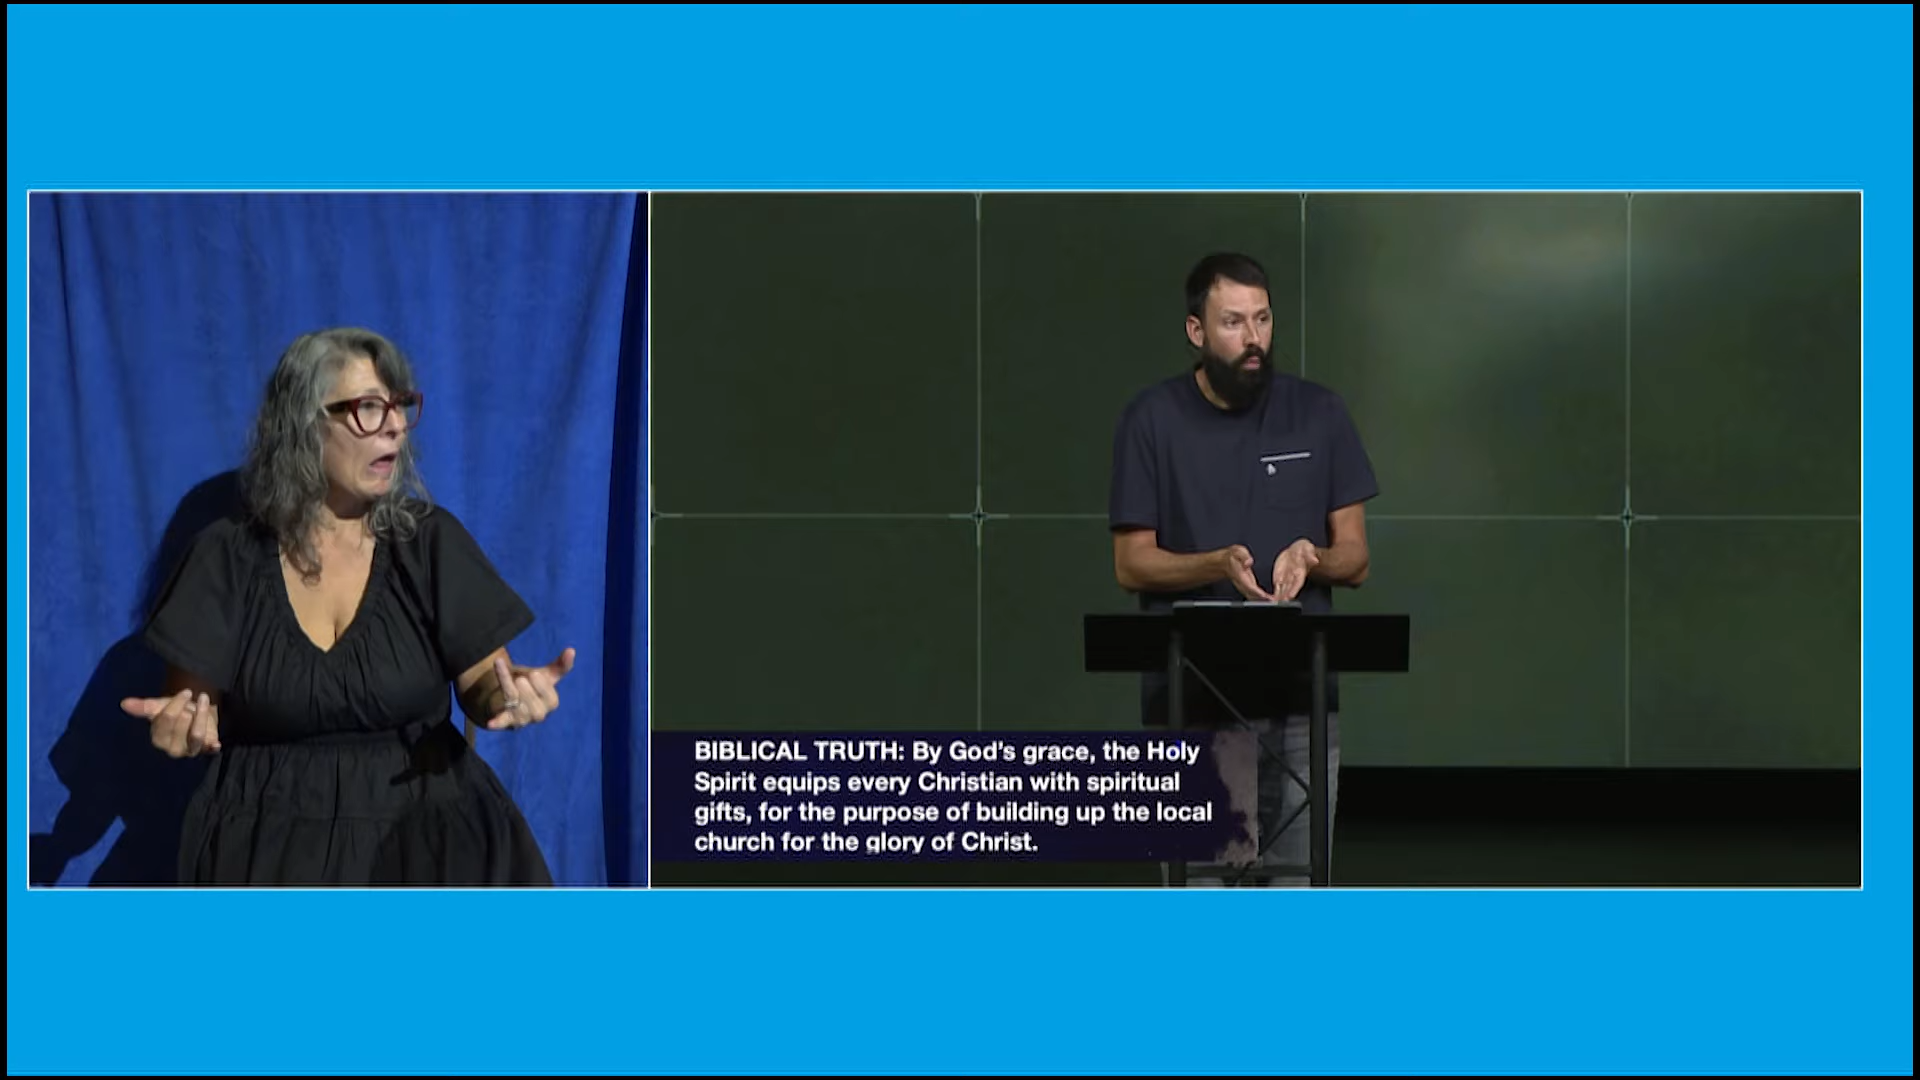 BIBLICAL TRUTH: By God's grace, the Holy
Spirit equips every Christian with spiritual
gifts, for the purpose of building up the local
church for the glory of Christ.